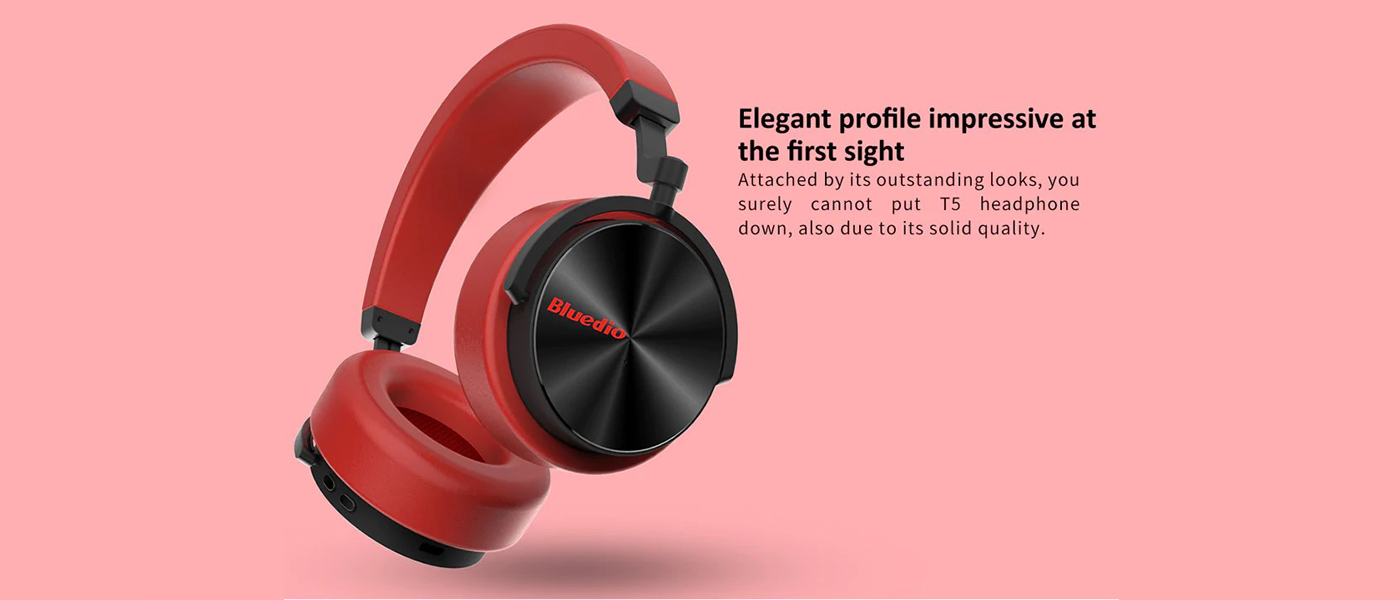 Elegant profile impressive at
the first sight
Attached by its outstanding looks, you
surely cannot put T5 headphone
down, also due to its solid quality.
Bluedio